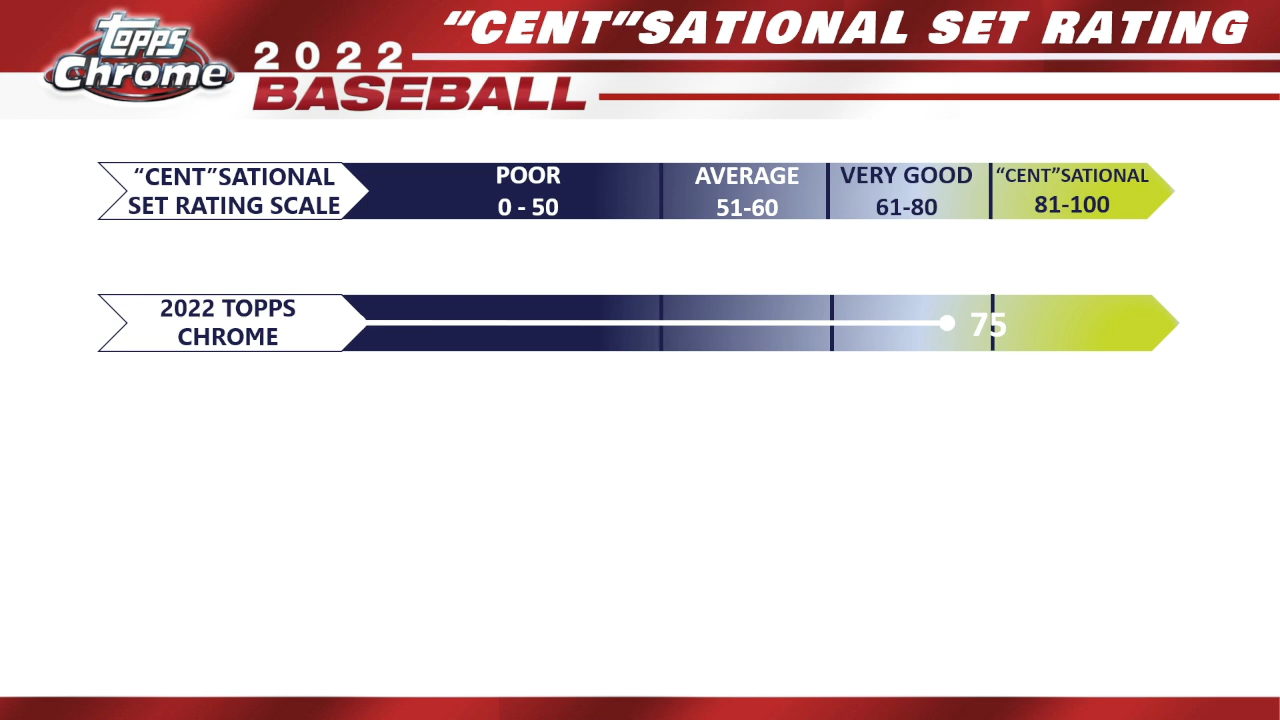 topps
Chrome
2022
BASEBALL
“CENT“SATIONAL SET RATING
“CENT”SATIONAL
SET RATING SCALE
POOR
0 - 50
AVERAGE
51-60
VERY GOOD
61-80
“CENT”SATIONAL
81-100
2022 TOPPS
CHROME
75